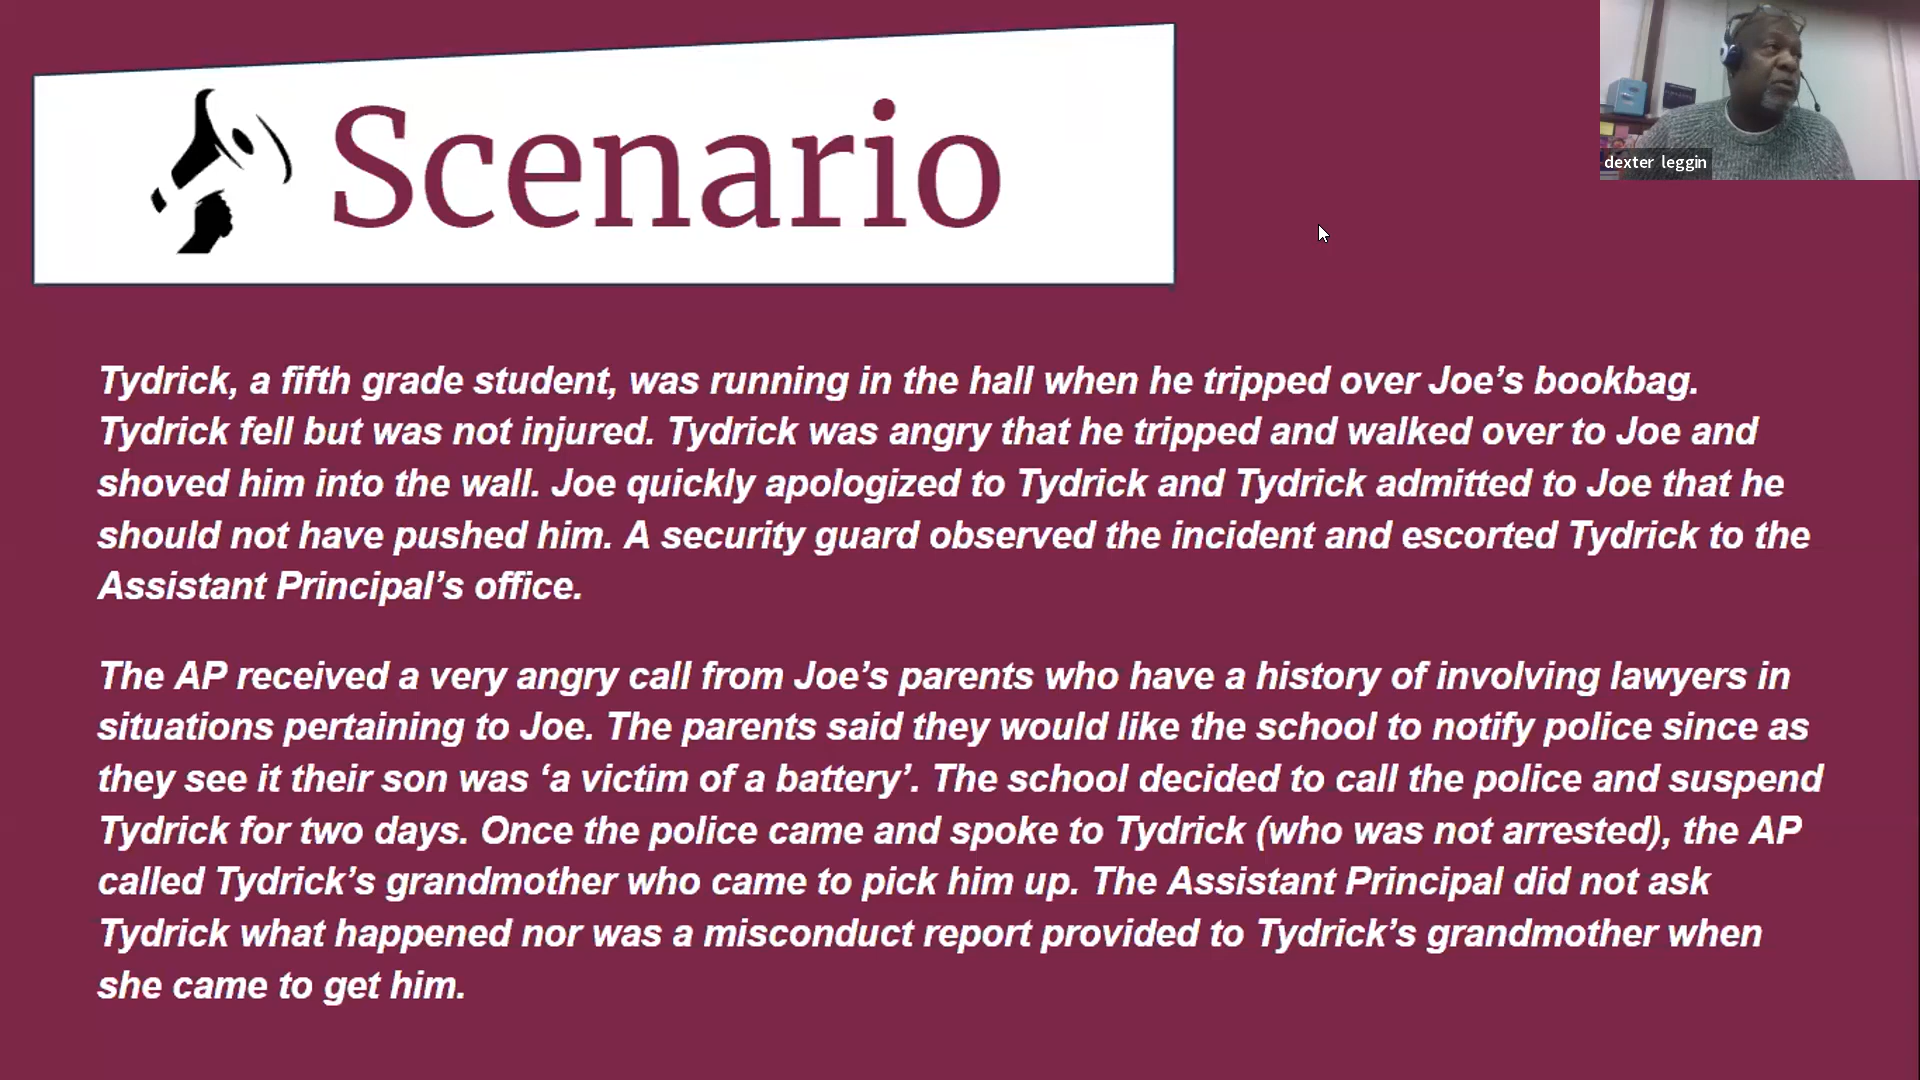 Scenario
dexter leggin
Tydrick, a fifth grade student, was running in the hall when he tripped over Joe’s bookbag.
Tydrick fell but was not injured. Tydrick was angry that he tripped and walked over to Joe and
shoved him into the wall. Joe quickly apologized to Tydrick and Tydrick admitted to Joe that he
should not have pushed him. A security guard observed the incident and escorted Tydrick to the
Assistant Principal’s office.
The AP received a very angry call from Joe’s parents who have a history of involving lawyers in
situations pertaining to Joe. The parents said they would like the school to notify police since as
they see it their son was ‘a victim of a battery’. The school decided to call the police and suspend
Tydrick for two days. Once the police came and spoke to Tydrick (who was not arrested), the AP
called Tydrick’s grandmother who came to pick him up. The Assistant Principal did not ask
Tydrick what happened nor was a misconduct report provided to Tydrick’s grandmother when
she came to get him.